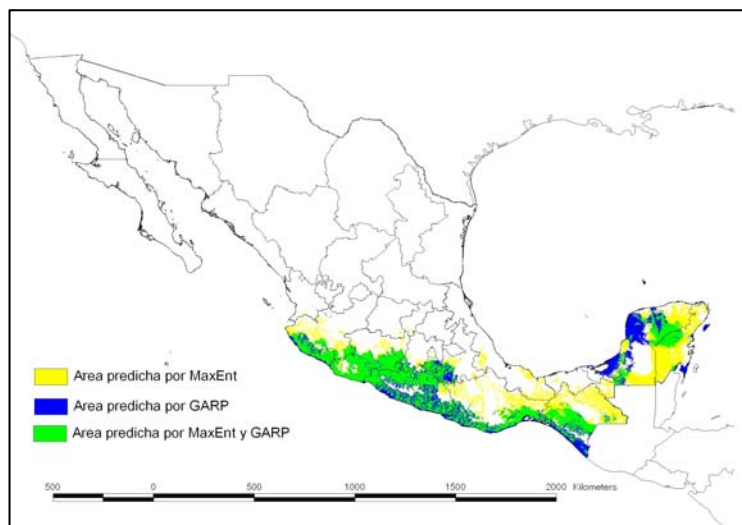 Area predicha por MaxEnt
Area predicha por GARP
Area predicha por MaxEnt y GARP
500 0 500 1000 1500 2000 Kilometers